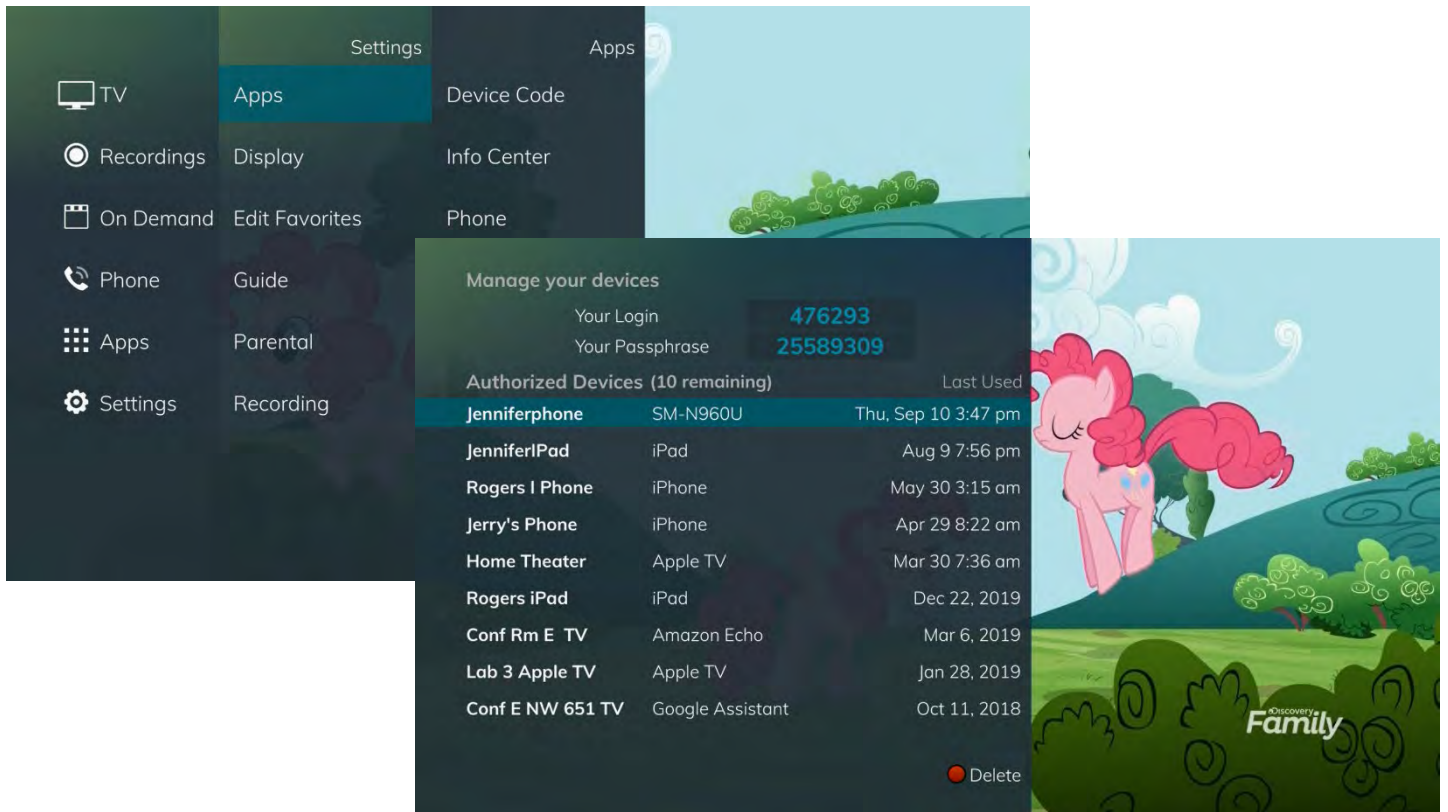 Settings
Apps
TV
Apps
Device Code
Recordings
Display
Info Center
On Demand
Edit Favorites
Phone
Phone
Guide
Apps
Parental
Settings
Recording
Manage your devices
Your Login 476293
Your Passphrase 25589309
Authorized Devices (10 remaining) Last Used
Jenniferphone SM-N960U Thu, Sep 10 3:47 pm
JenniferIPad iPad Aug 9 7:56 pm
Rogers I Phone iPhone May 30 3:15 am
Jerry's Phone iPhone Apr 29 8:22 am
Home Theater Apple TV Mar 30 7:36 am
Rogers iPad iPad Dec 22, 2019
Conf Rm E TV Amazon Echo Mar 6, 2019
Lab 3 Apple TV Apple TV Jan 28, 2019
Conf E NW 651 TV Google Assistant Oct 11, 2018
Delete
Discovery
Family